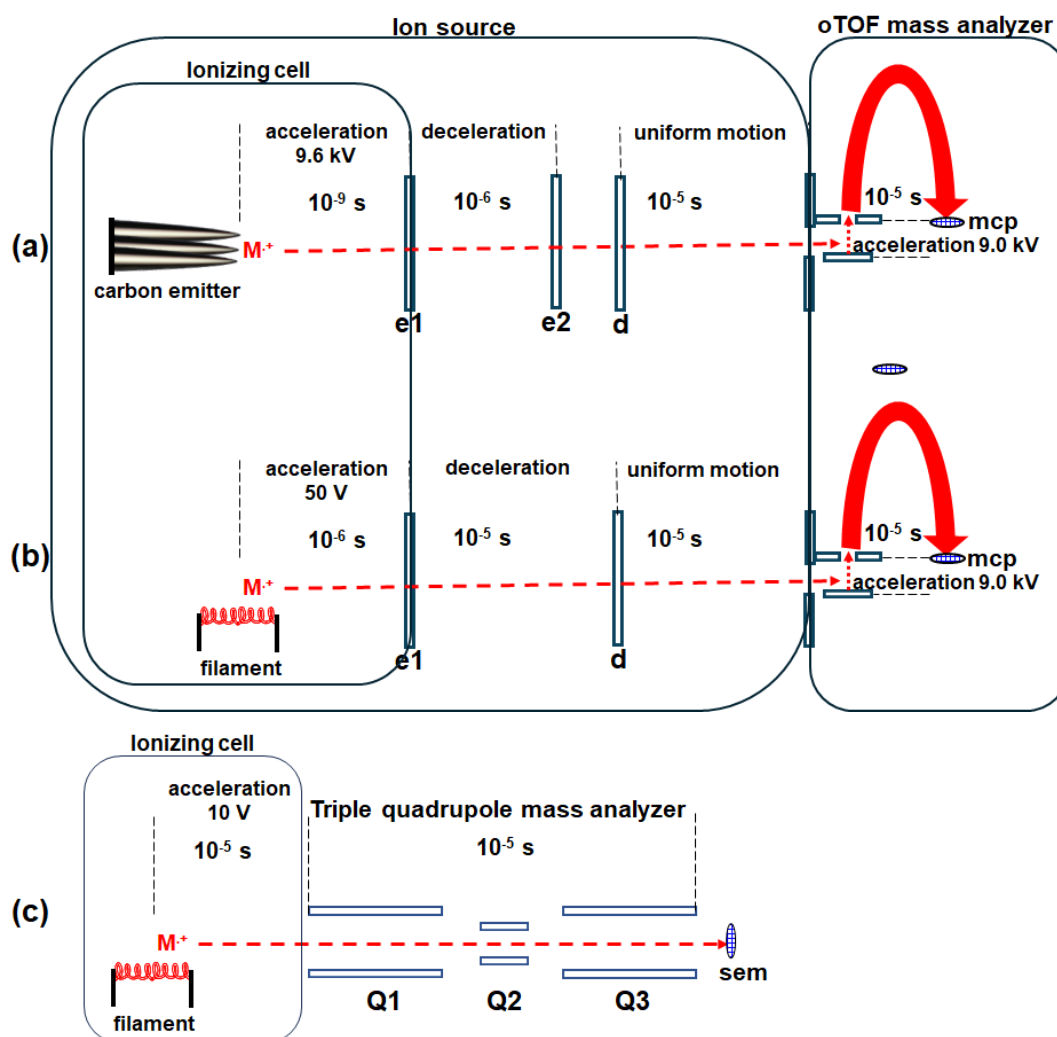 Ion source
oTOF mass analyzer
Ionizing cell
acceleration
9.6 kV
deceleration
uniform motion
10⁻⁹ s
10⁻⁶ s
10⁻⁵ s
10⁻⁵ s
(a)
M·+
mcp
acceleration 9.0 kV
carbon emitter
e1
e2
d
acceleration
50 V
deceleration
uniform motion
10⁻⁶ s
10⁻⁵ s
10⁻⁵ s
10⁻⁵ s
(b)
M·+
mcp
acceleration 9.0 kV
filament
e1
d
Ionizing cell
acceleration
10 V
Triple quadrupole mass analyzer
10⁻⁵ s
10⁻⁵ s
(c)
M·+
sem
filament
Q1
Q2
Q3